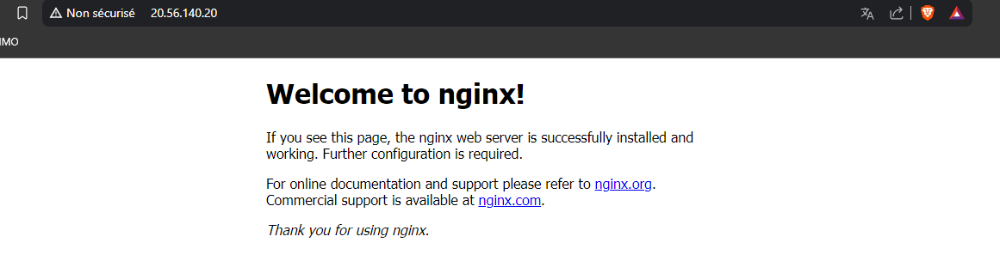 Non sécurisé 20.56.140.20
IMO
Welcome to nginx!
If you see this page, the nginx web server is successfully installed and
working. Further configuration is required.
For online documentation and support please refer to nginx.org.
Commercial support is available at nginx.com.
Thank you for using nginx.